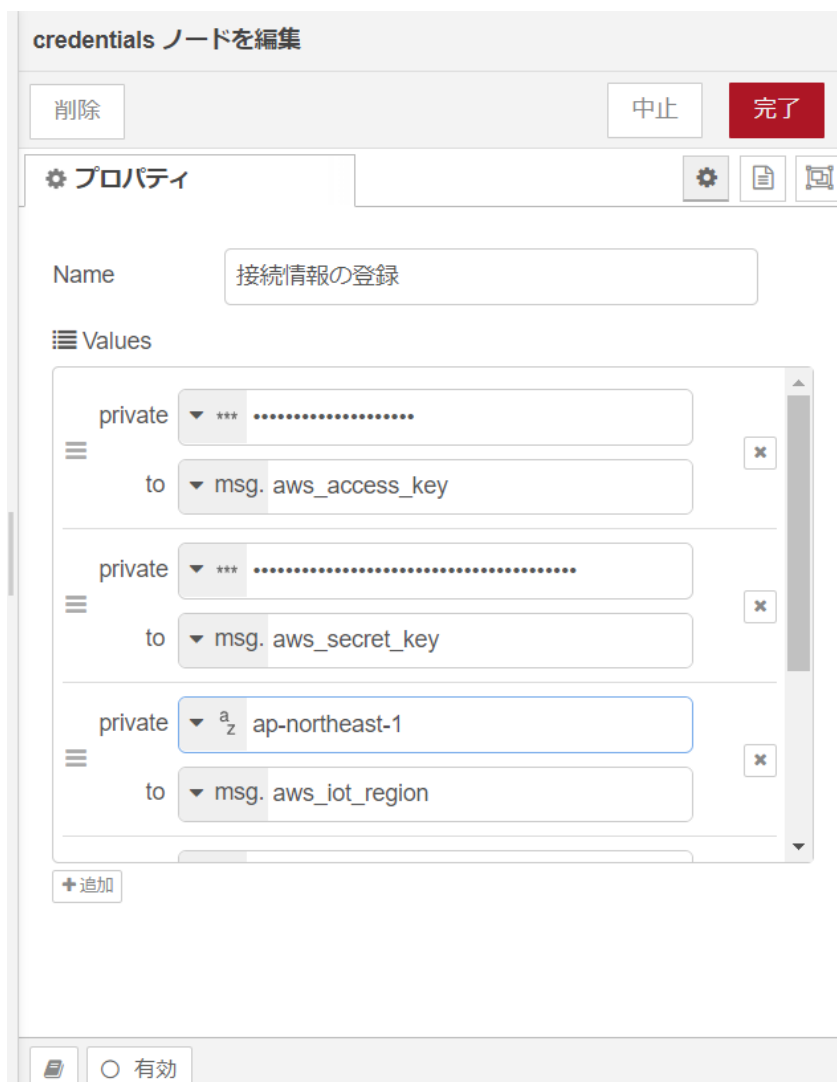 credentials ノードを編集
削除
中止
完了
プロパティ
Name
接続情報の登録
Values
private
*** ••••••••••••••••••••
to
msg. aws_access_key
private
*** ••••••••••••••••••••••••••••••••••••••••
to
msg. aws_secret_key
private
az ap-northeast-1
to
msg. aws_iot_region
追加
有効